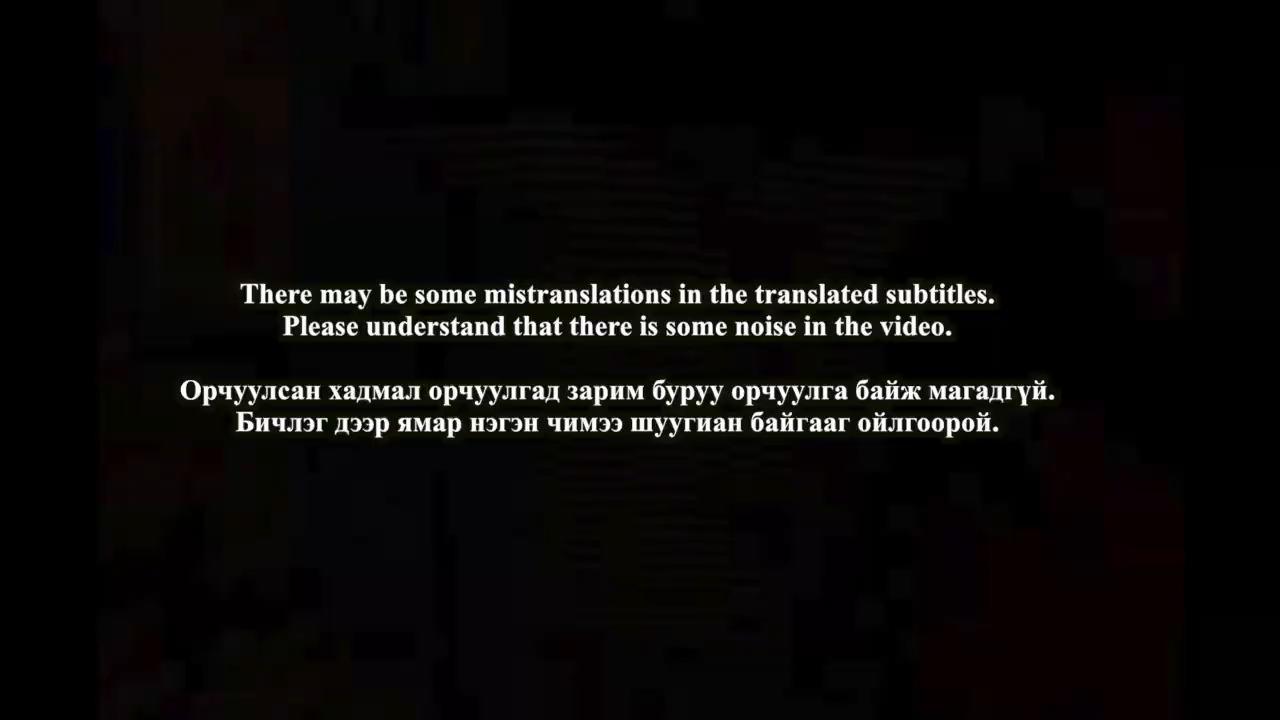 There may be some mistranslations in the translated subtitles.
Please understand that there is some noise in the video.
Орчуулсан хадмал орчуулгад зарим буруу орчуулга байж магадгүй.
Бичлэг дээр ямар нэгэн чимээ шуугиан байгааг ойлгоорой.